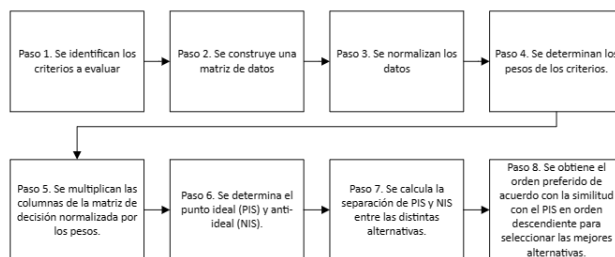 Paso 1. Se identifican los
criterios a evaluar
Paso 2. Se construye una
matriz de datos
Paso 3. Se normalizan los
datos
Paso 4. Se determinan los
pesos de los criterios.
Paso 5. Se multiplican las
columnas de la matriz de
decisión normalizada por
los pesos.
Paso 6. Se determina el
punto ideal (PIS) y anti-
ideal (NIS).
Paso 7. Se calcula la
separación de PIS y NIS
entre las distintas
alternativas.
Paso 8. Se obtiene el
orden preferido de
acuerdo con la similitud
con el PIS en orden
descendiente para
seleccionar las mejores
alternativas.